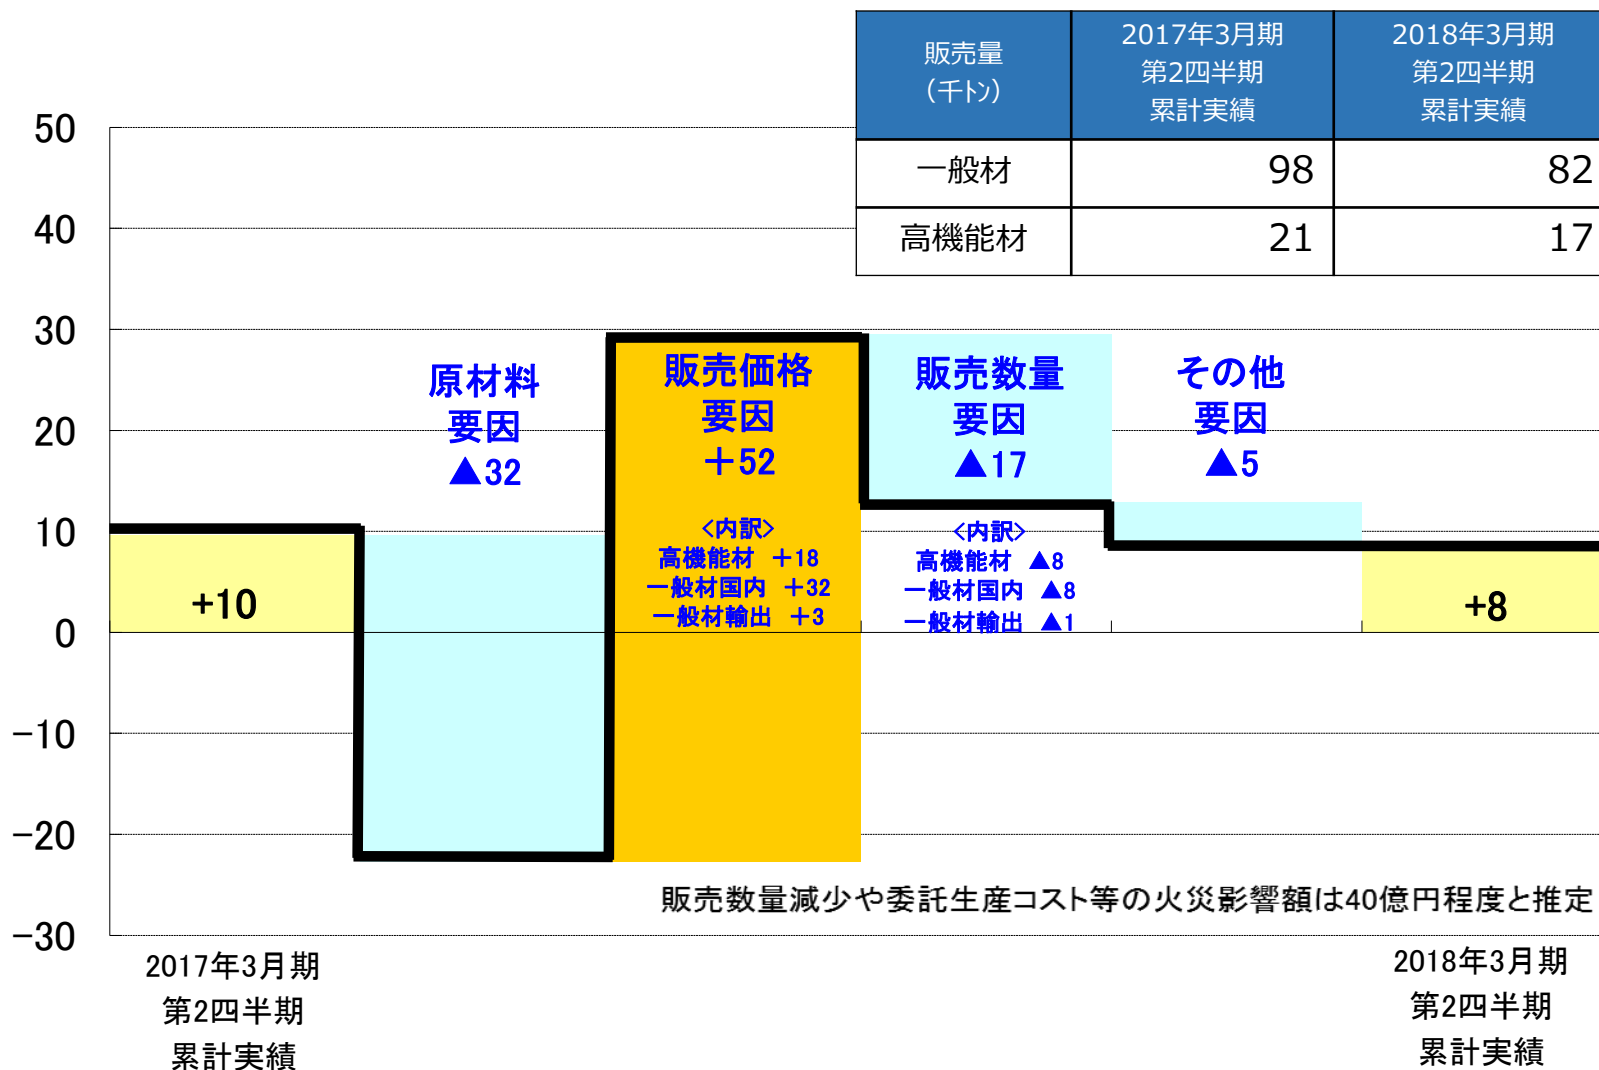 販売量
（千トン）
2017年3月期
第2四半期
累計実績
2018年3月期
第2四半期
累計実績
一般材
98
82
高機能材
21
17
50
40
30
20
10
0
−10
−20
−30
+10
原材料
要因
▲32
販売価格
要因
＋52
<内訳>
高機能材 ＋18
一般材国内 ＋32
一般材輸出 ＋3
販売数量
要因
▲17
<内訳>
高機能材 ▲8
一般材国内 ▲8
一般材輸出 ▲1
その他
要因
▲5
+8
販売数量減少や委託生産コスト等の火災影響額は40億円程度と推定
2017年3月期
第2四半期
累計実績
2018年3月期
第2四半期
累計実績